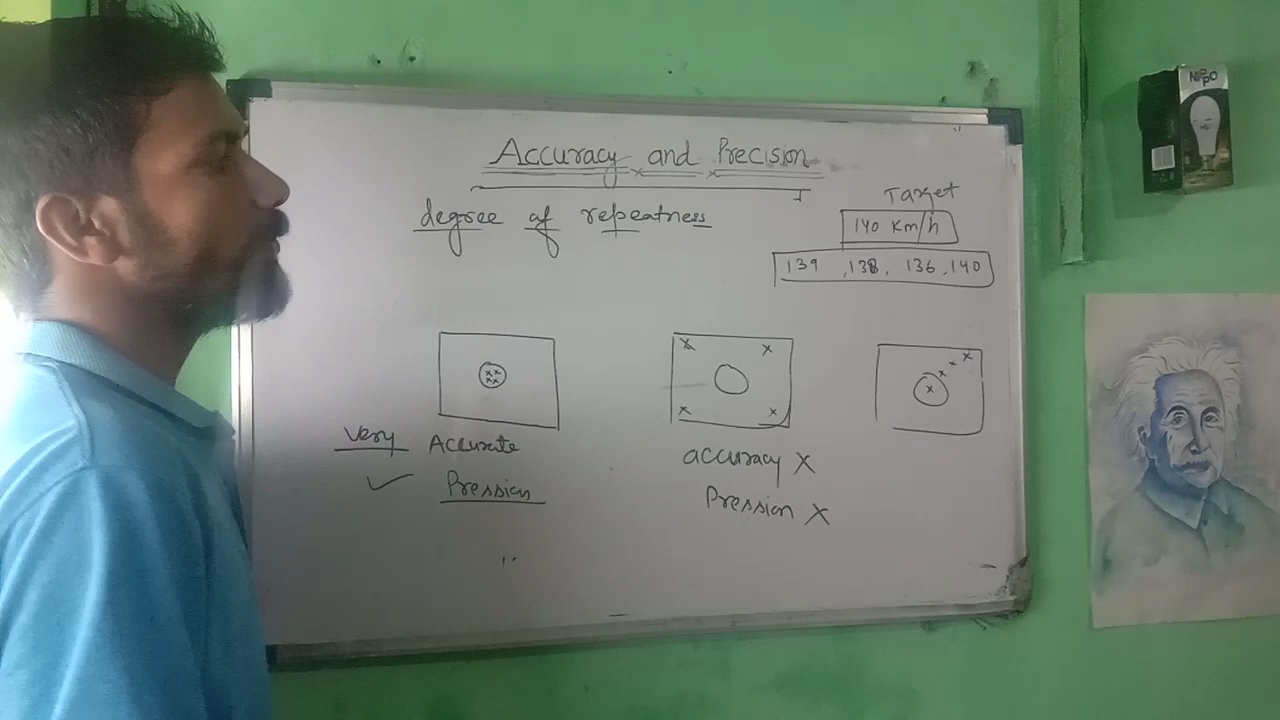 Accuracy and Precision
degree of repeatness
Target
140 Km/h
139 , 138, 136, 140
Very Accurate
Pression
accuracy X
Pression X
NIPPO